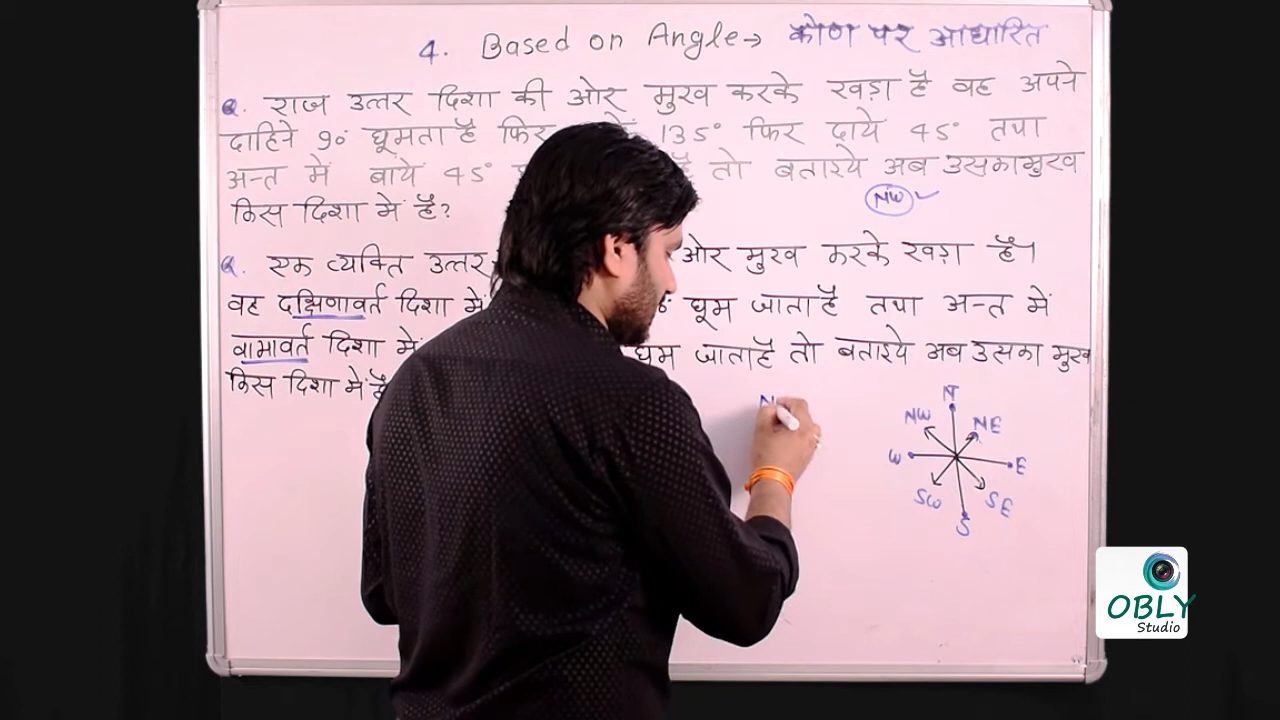 4. Based on Angle→ कोण पर आधारित
Q. राज उत्तर दिशा की ओर मुख करके खड़ा है वह अपने
दाहिने 90° घूमता है फिर 135° फिर दाये 45° तथा
अन्त में बांये 45° है तो बताइये अब उसका मुख
किस दिशा में है?
NW ✓
Q. एक व्यक्ति उत्तर ओर मुख करके खड़ा है।
वह दक्षिणावर्त दिशा में घूम जाता है तथा अन्त में
वामावर्त दिशा में घूम जाता है तो बताइये अब उसका मुख
किस दिशा में है
N
N
NW NE
W E
SW SE
S
OBLY
Studio